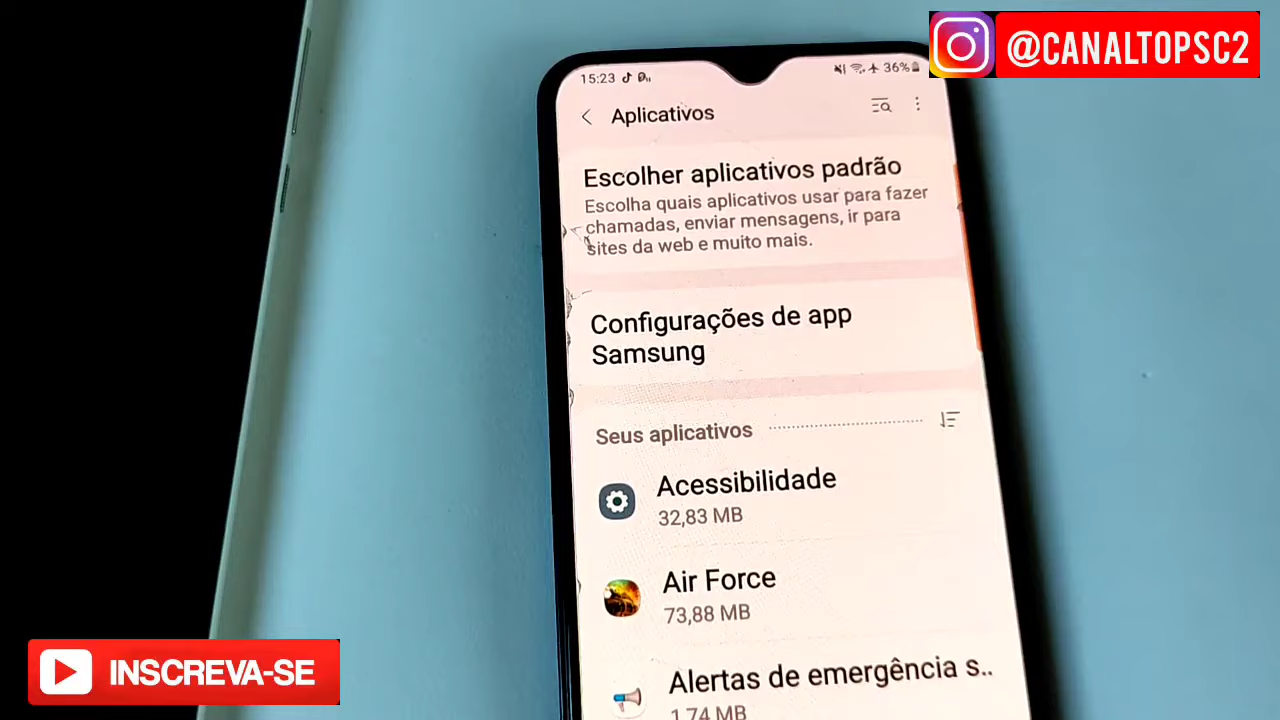 @CANALTOPSC2
15:23
36%
Aplicativos
Escolher aplicativos padrão
Escolha quais aplicativos usar para fazer
chamadas, enviar mensagens, ir para
sites da web e muito mais.
Configurações de app
Samsung
Seus aplicativos
Acessibilidade
32,83 MB
Air Force
73,88 MB
Alertas de emergência s..
1,74 MB
INSCREVA-SE